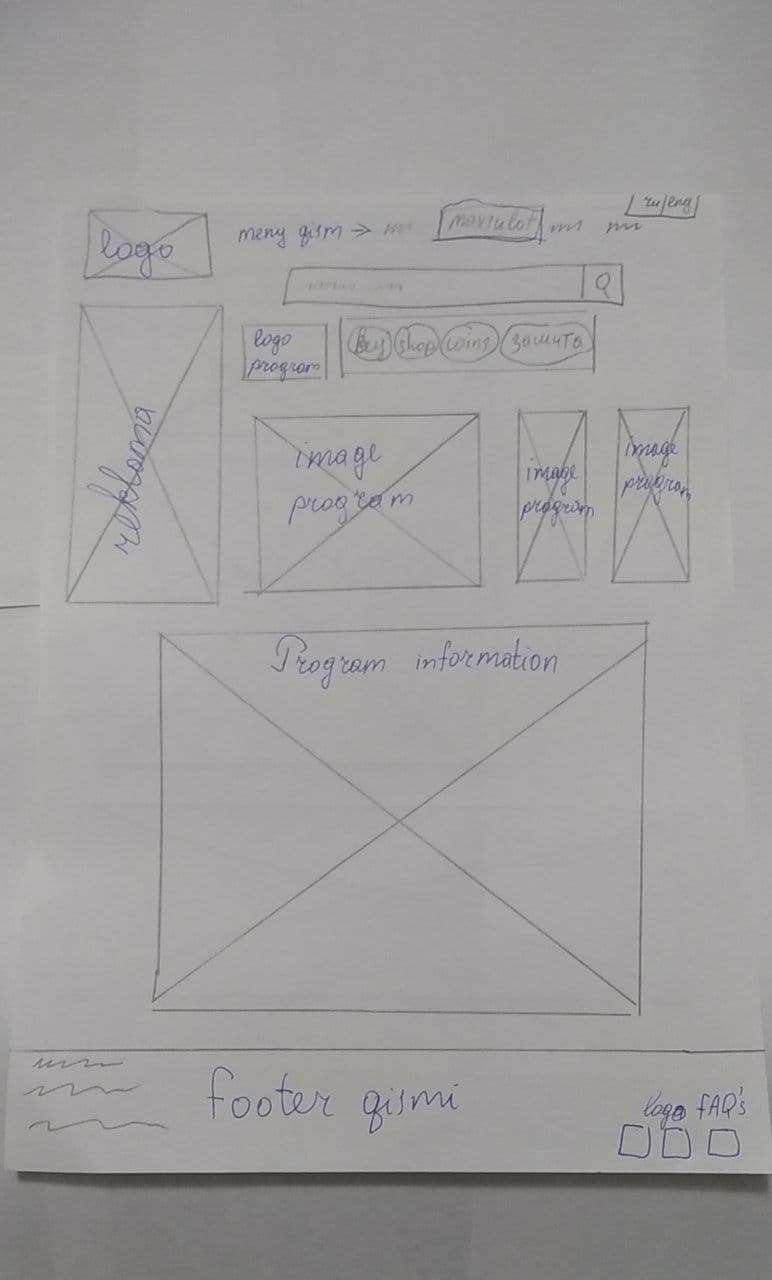 logo
meny qism →
maxsulot
ru/eng
logo
program
Buy
shop
coins
защита
reklama
image
program
image
program
image
program
Program information
footer qismi
logo FAQ's